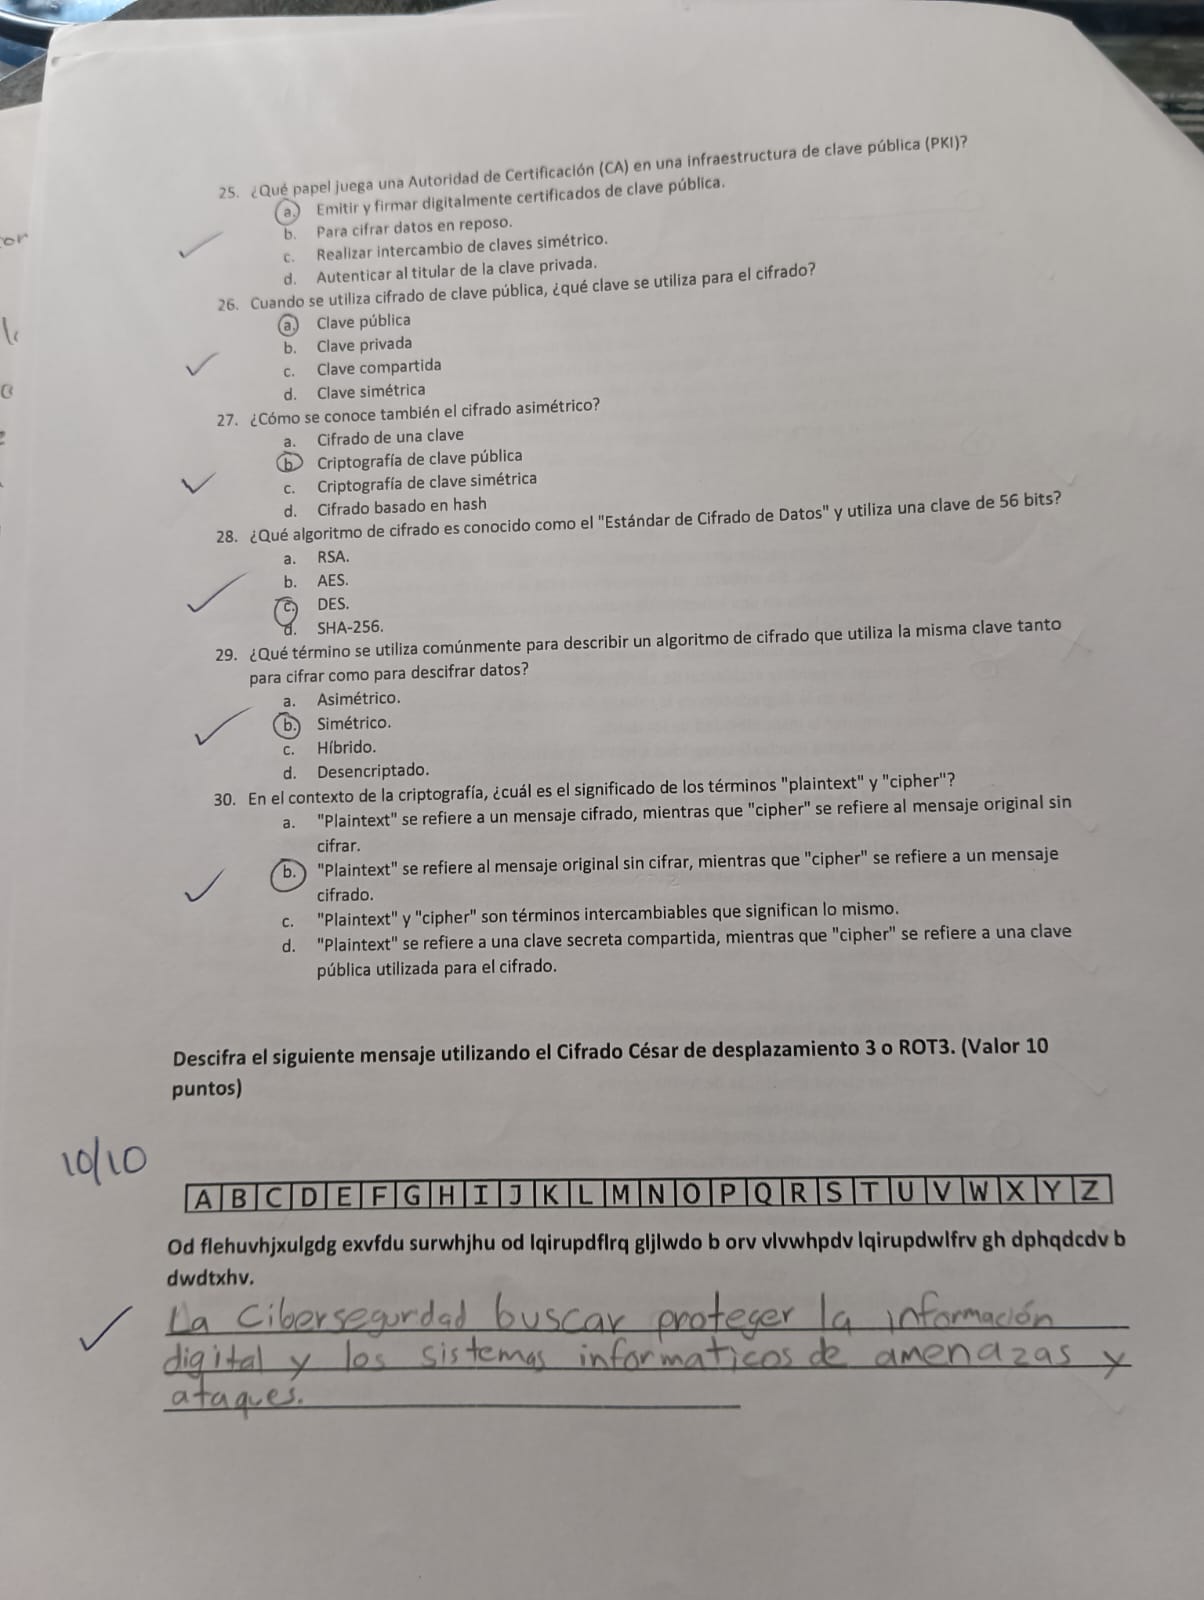 25. ¿Qué papel juega una Autoridad de Certificación (CA) en una infraestructura de clave pública (PKI)?
a. Emitir y firmar digitalmente certificados de clave pública.
b. Para cifrar datos en reposo.
c. Realizar intercambio de claves simétrico.
d. Autenticar al titular de la clave privada.
26. Cuando se utiliza cifrado de clave pública, ¿qué clave se utiliza para el cifrado?
a. Clave pública
b. Clave privada
c. Clave compartida
d. Clave simétrica
27. ¿Cómo se conoce también el cifrado asimétrico?
a. Cifrado de una clave
b. Criptografía de clave pública
c. Criptografía de clave simétrica
d. Cifrado basado en hash
28. ¿Qué algoritmo de cifrado es conocido como el "Estándar de Cifrado de Datos" y utiliza una clave de 56 bits?
a. RSA.
b. AES.
c. DES.
d. SHA-256.
29. ¿Qué término se utiliza comúnmente para describir un algoritmo de cifrado que utiliza la misma clave tanto
para cifrar como para descifrar datos?
a. Asimétrico.
b. Simétrico.
c. Híbrido.
d. Desencriptado.
30. En el contexto de la criptografía, ¿cuál es el significado de los términos "plaintext" y "cipher"?
a. "Plaintext" se refiere a un mensaje cifrado, mientras que "cipher" se refiere al mensaje original sin
cifrar.
b. "Plaintext" se refiere al mensaje original sin cifrar, mientras que "cipher" se refiere a un mensaje
cifrado.
c. "Plaintext" y "cipher" son términos intercambiables que significan lo mismo.
d. "Plaintext" se refiere a una clave secreta compartida, mientras que "cipher" se refiere a una clave
pública utilizada para el cifrado.
Descifra el siguiente mensaje utilizando el Cifrado César de desplazamiento 3 o ROT3. (Valor 10
puntos)
10/10
A B C D E F G H I J K L M N O P Q R S T U V W X Y Z
Od flehuvhjxulgdg exvfdu surwhjhu od lqirupdflrq gljlwdo b orv vlvwhpdv lqirupdwlfrv gh dphqdcdv b
dwdtxhv.
La Ciberseguridad buscar proteger la información
digital y los sistemas informaticos de amenazas y
ataques.